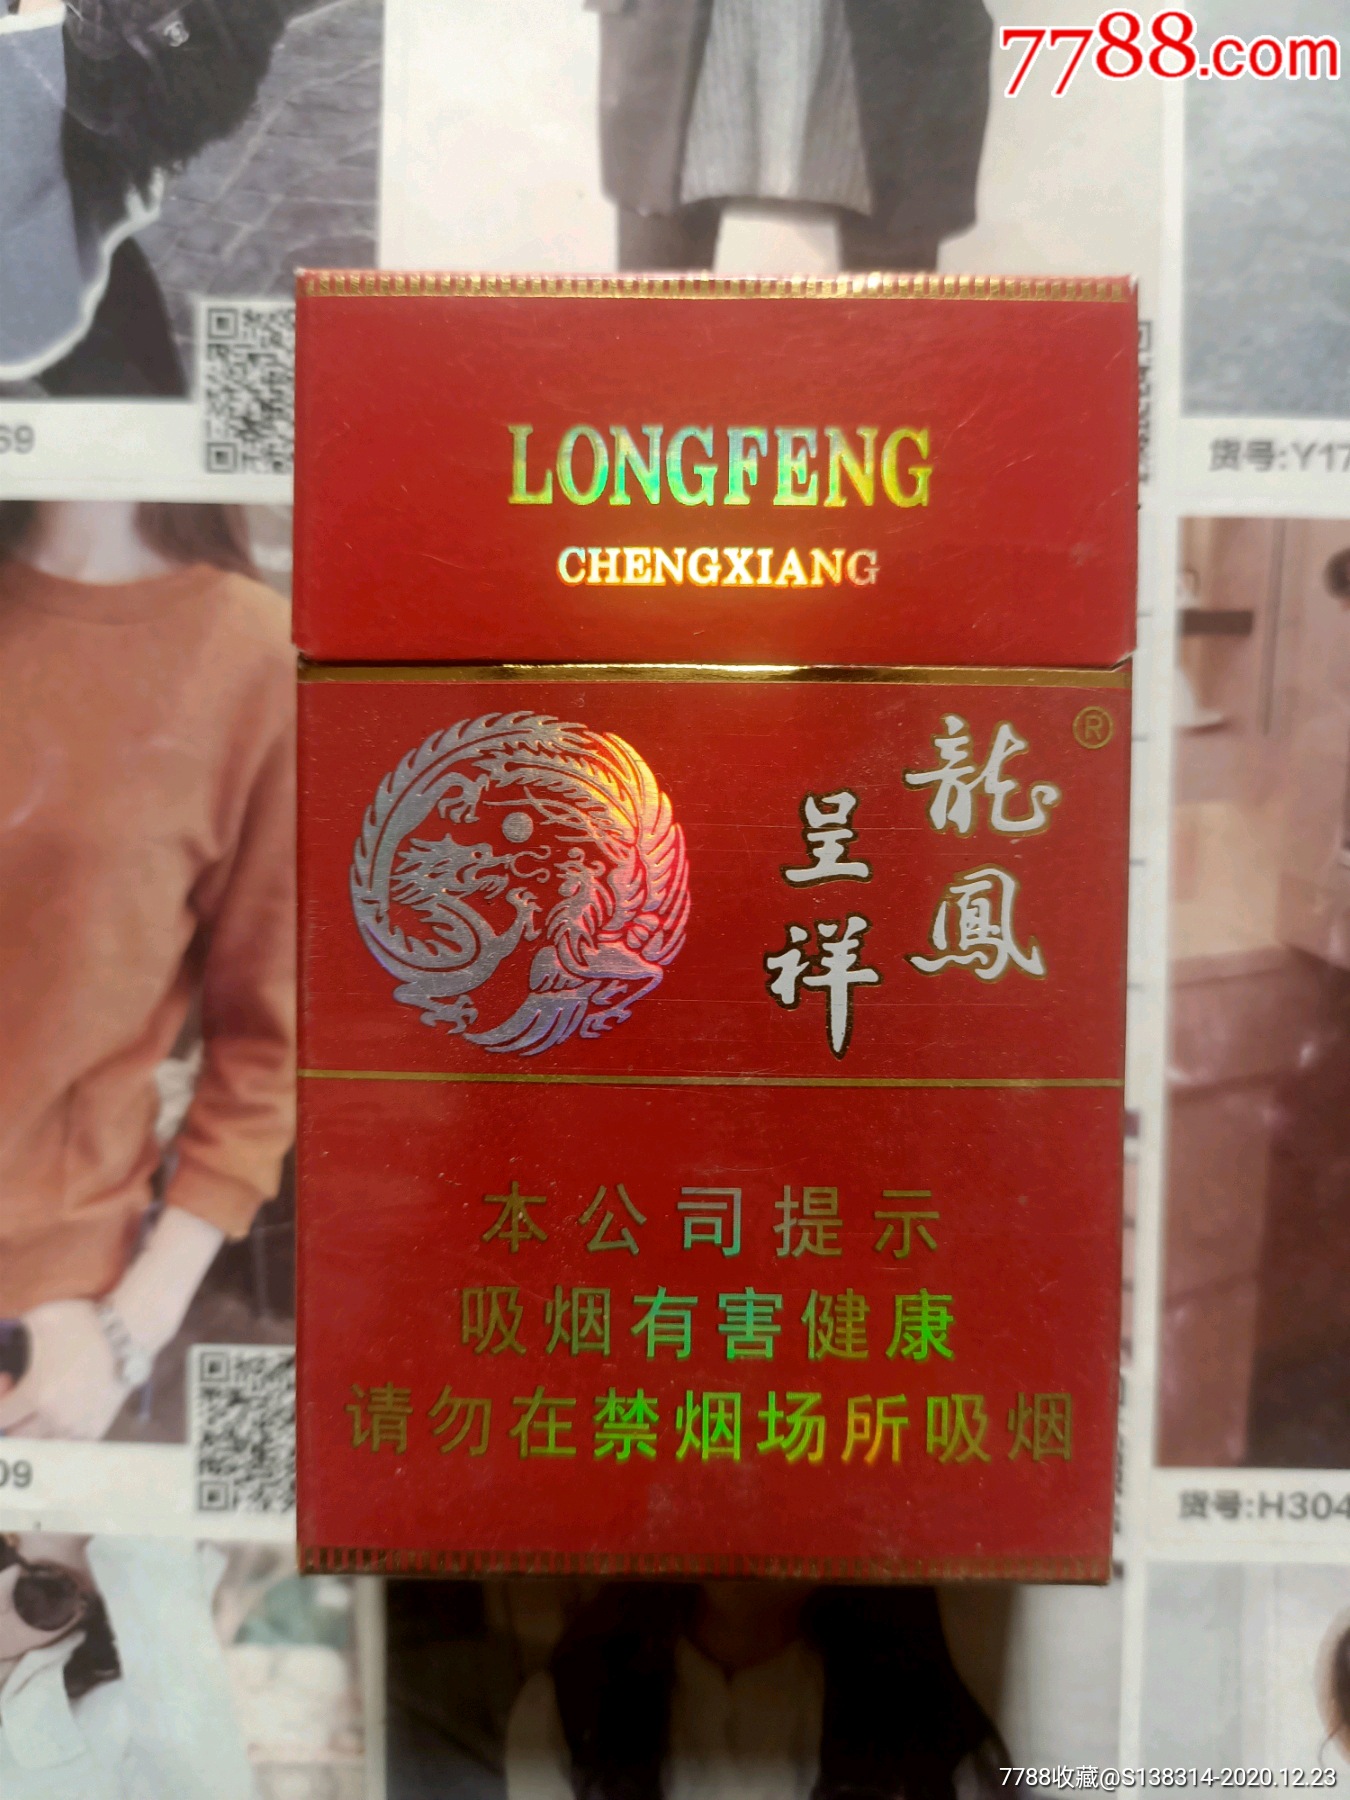 7788.com
69
货号:Y17
LONGFENG
CHENGXIANG
龍鳳
呈祥
®
本公司提示
吸烟有害健康
请勿在禁烟场所吸烟
09
货号:H304
7788收藏@S138314-2020.12.23